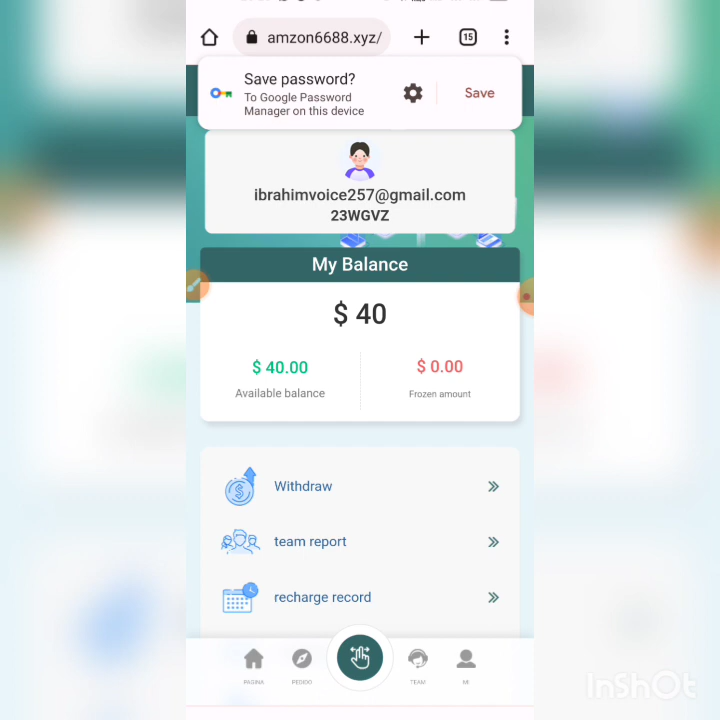 amzon6688.xyz/
15
Save password?
To Google Password
Manager on this device
Save
ibrahimvoice257@gmail.com
23WGVZ
My Balance
$ 40
$ 40.00
$ 0.00
Available balance
Frozen amount
Withdraw
team report
recharge record
PAGINA
PEDIDO
TEAM
MI
InShOt